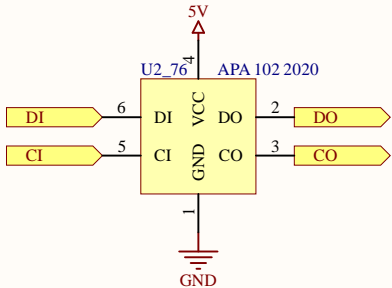 5V
4
U2_76 APA 102 2020
DI 6 DI VCC DO 2 DO
CI 5 CI GND CO 3 CO
1
GND